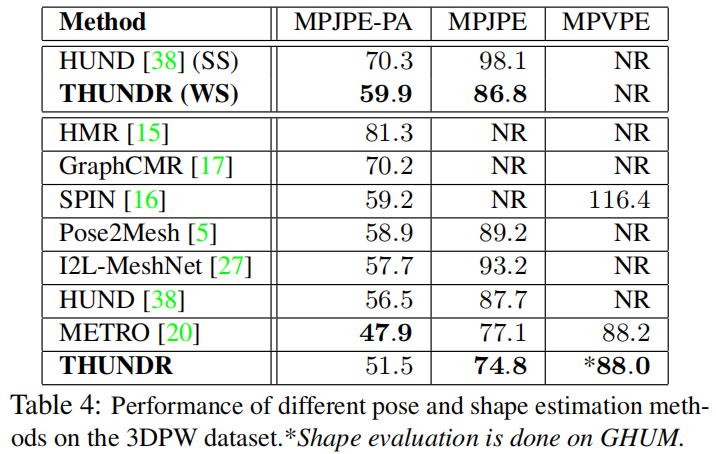 Method MPJPE-PA MPJPE MPVPE
HUND [38] (SS) 70.3 98.1 NR
THUNDR (WS) 59.9 86.8 NR
HMR [15] 81.3 NR NR
GraphCMR [17] 70.2 NR NR
SPIN [16] 59.2 NR 116.4
Pose2Mesh [5] 58.9 89.2 NR
I2L-MeshNet [27] 57.7 93.2 NR
HUND [38] 56.5 87.7 NR
METRO [20] 47.9 77.1 88.2
THUNDR 51.5 74.8 *88.0
Table 4: Performance of different pose and shape estimation meth-
ods on the 3DPW dataset.*Shape evaluation is done on GHUM.